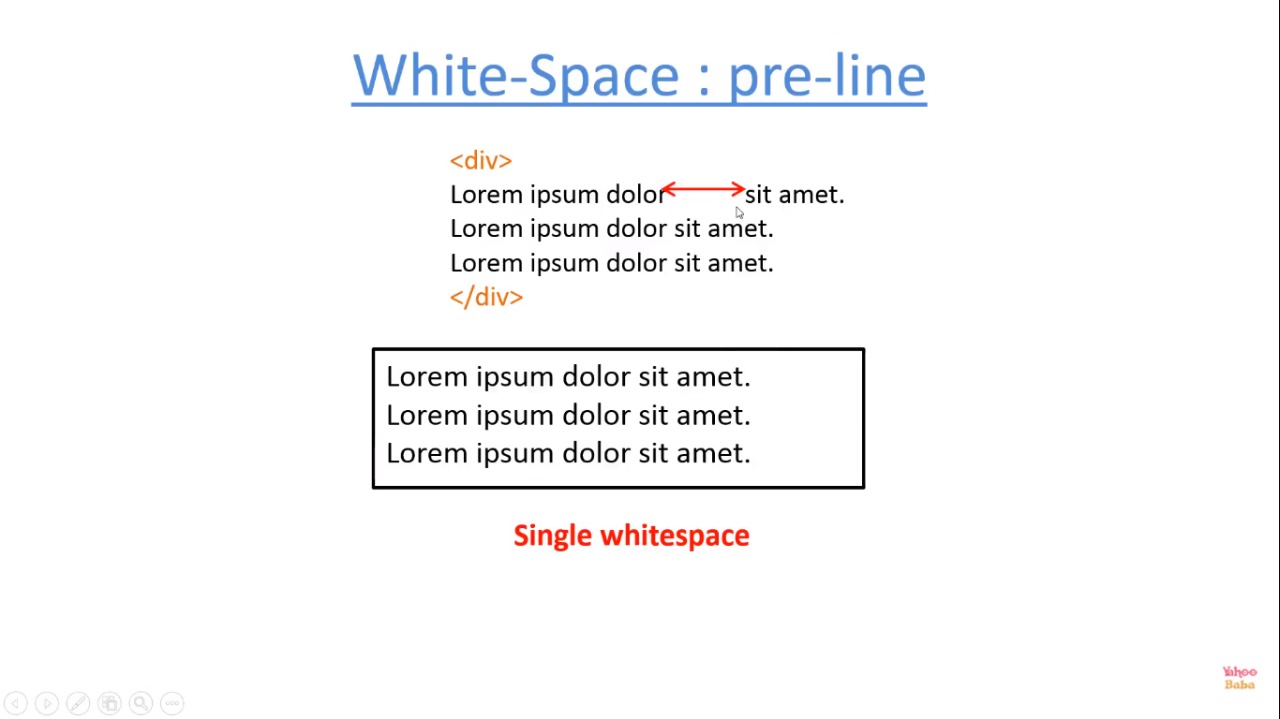 White-Space : pre-line
<div>
Lorem ipsum dolor sit amet.
Lorem ipsum dolor sit amet.
Lorem ipsum dolor sit amet.
</div>
Lorem ipsum dolor sit amet.
Lorem ipsum dolor sit amet.
Lorem ipsum dolor sit amet.
Single whitespace
Yahoo
Baba